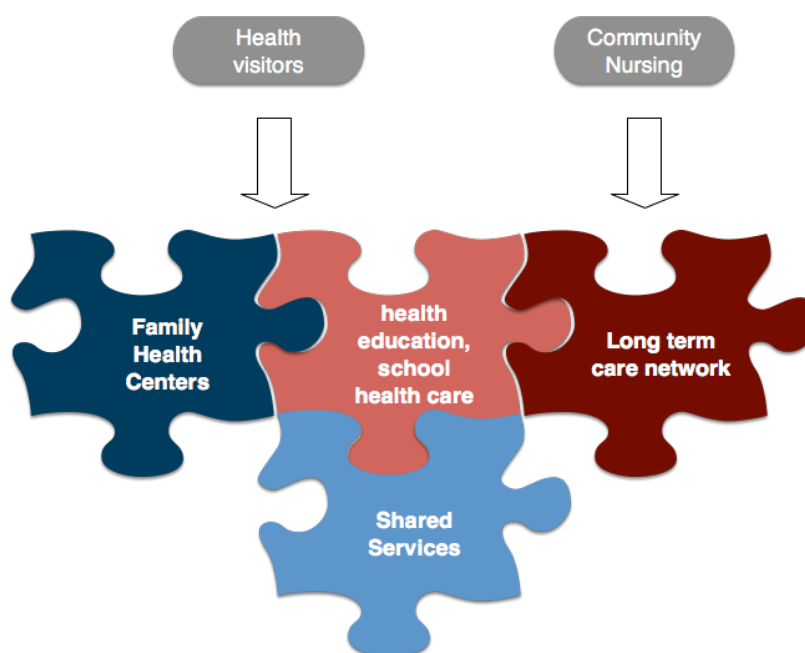 Health
visitors
Community
Nursing
Family
Health
Centers
health
education,
school
health care
Long term
care network
Shared
Services